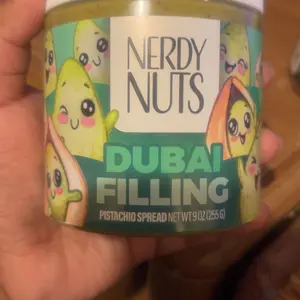 NERDY
NUTS
DUBAI
FILLING
PISTACHIO SPREAD NET WT 9 OZ (255 G)